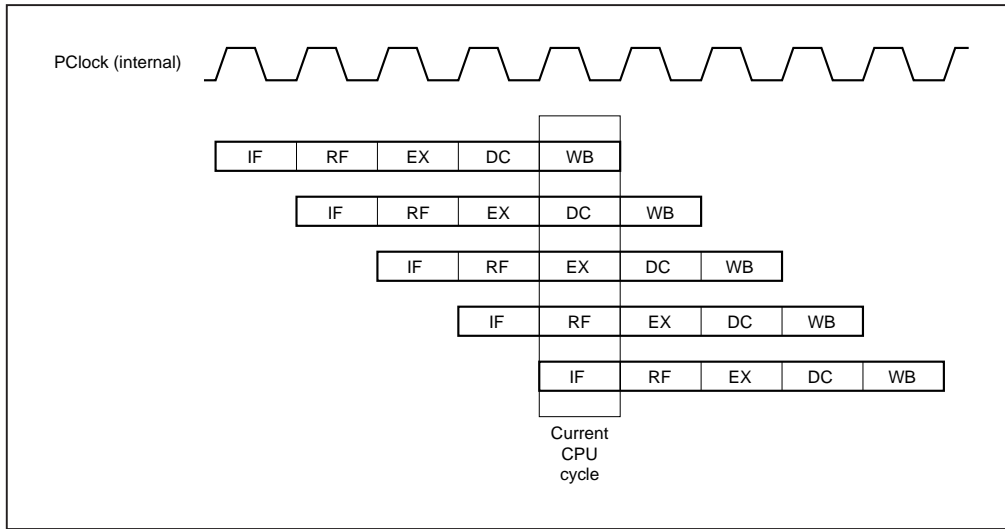 PClock (internal)
IF RF EX DC WB
IF RF EX DC WB
IF RF EX DC WB
IF RF EX DC WB
IF RF EX DC WB
Current
CPU
cycle